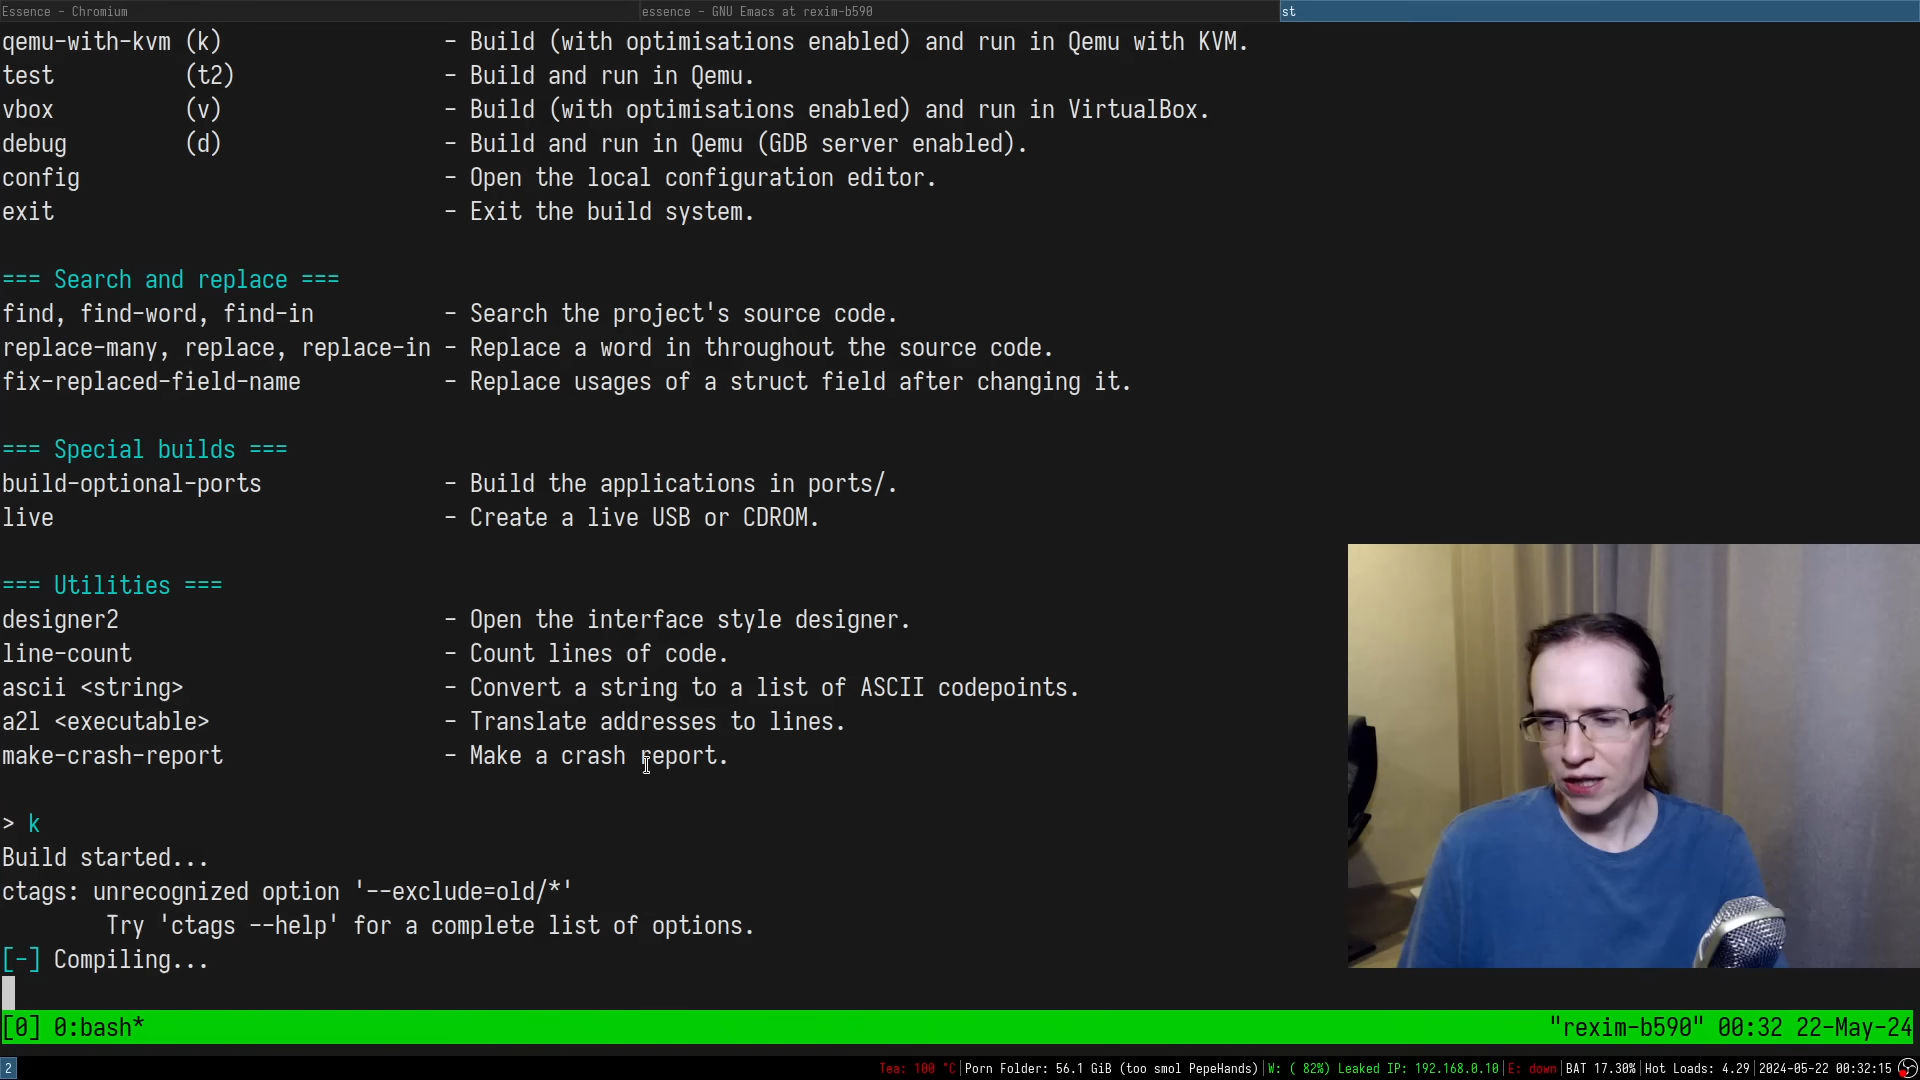 Essence - Chromium
essence - GNU Emacs at rexim-b590
st
qemu-with-kvm (k) - Build (with optimisations enabled) and run in Qemu with KVM.
test (t2) - Build and run in Qemu.
vbox (v) - Build (with optimisations enabled) and run in VirtualBox.
debug (d) - Build and run in Qemu (GDB server enabled).
config - Open the local configuration editor.
exit - Exit the build system.
=== Search and replace ===
find, find-word, find-in - Search the project's source code.
replace-many, replace, replace-in - Replace a word in throughout the source code.
fix-replaced-field-name - Replace usages of a struct field after changing it.
=== Special builds ===
build-optional-ports - Build the applications in ports/.
live - Create a live USB or CDROM.
=== Utilities ===
designer2 - Open the interface style designer.
line-count - Count lines of code.
ascii <string> - Convert a string to a list of ASCII codepoints.
a2l <executable> - Translate addresses to lines.
make-crash-report - Make a crash report.
> k
Build started...
ctags: unrecognized option '--exclude=old/*'
Try 'ctags --help' for a complete list of options.
[-] Compiling...
[0] 0:bash* "rexim-b590" 00:32 22-May-24
2 Tea: 100 °C|Porn Folder: 56.1 GiB (too smol PepeHands)|W: ( 82%) Leaked IP: 192.168.0.10|E: down|BAT 17.30%|Hot Loads: 4.29|2024-05-22 00:32:15